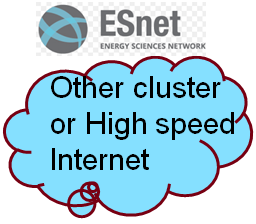 ESnet
ENERGY SCIENCES NETWORK
Other cluster
or High speed
Internet